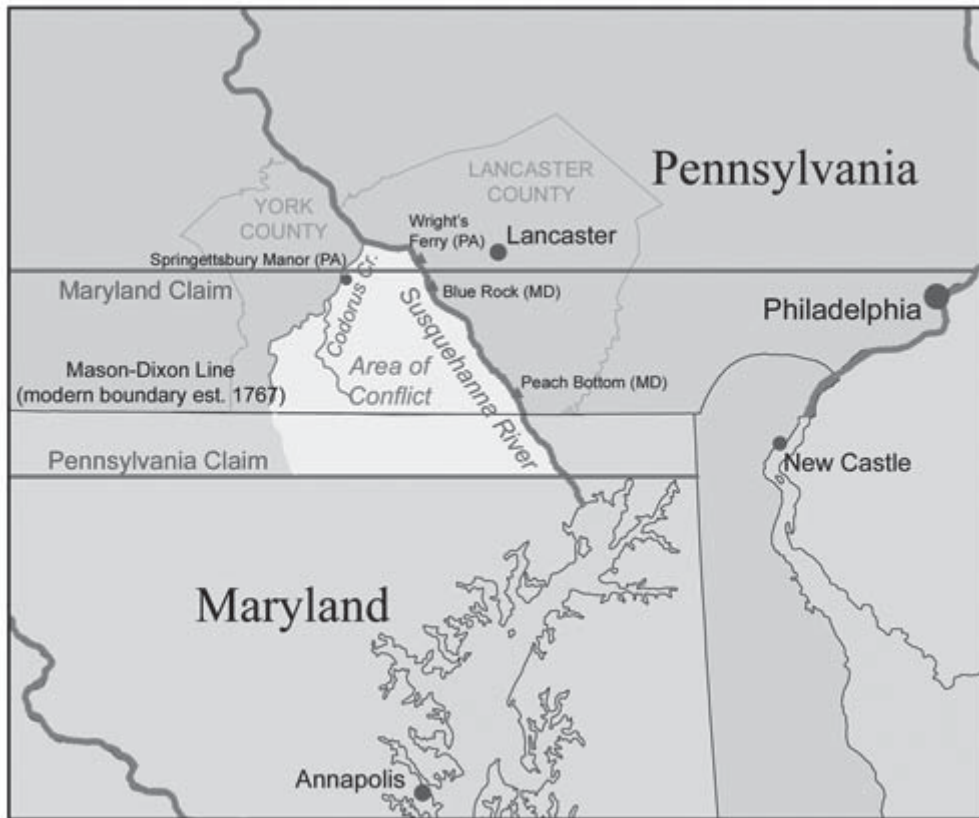 Pennsylvania
LANCASTER
COUNTY
YORK
COUNTY
Wright's
Ferry (PA)
Lancaster
Springettsbury Manor (PA)
Maryland Claim
Codorus Cr.
Susquehanna River
Blue Rock (MD)
Philadelphia
Mason-Dixon Line
(modern boundary est. 1767)
Area of
Conflict
Peach Bottom (MD)
Pennsylvania Claim
New Castle
Maryland
Annapolis